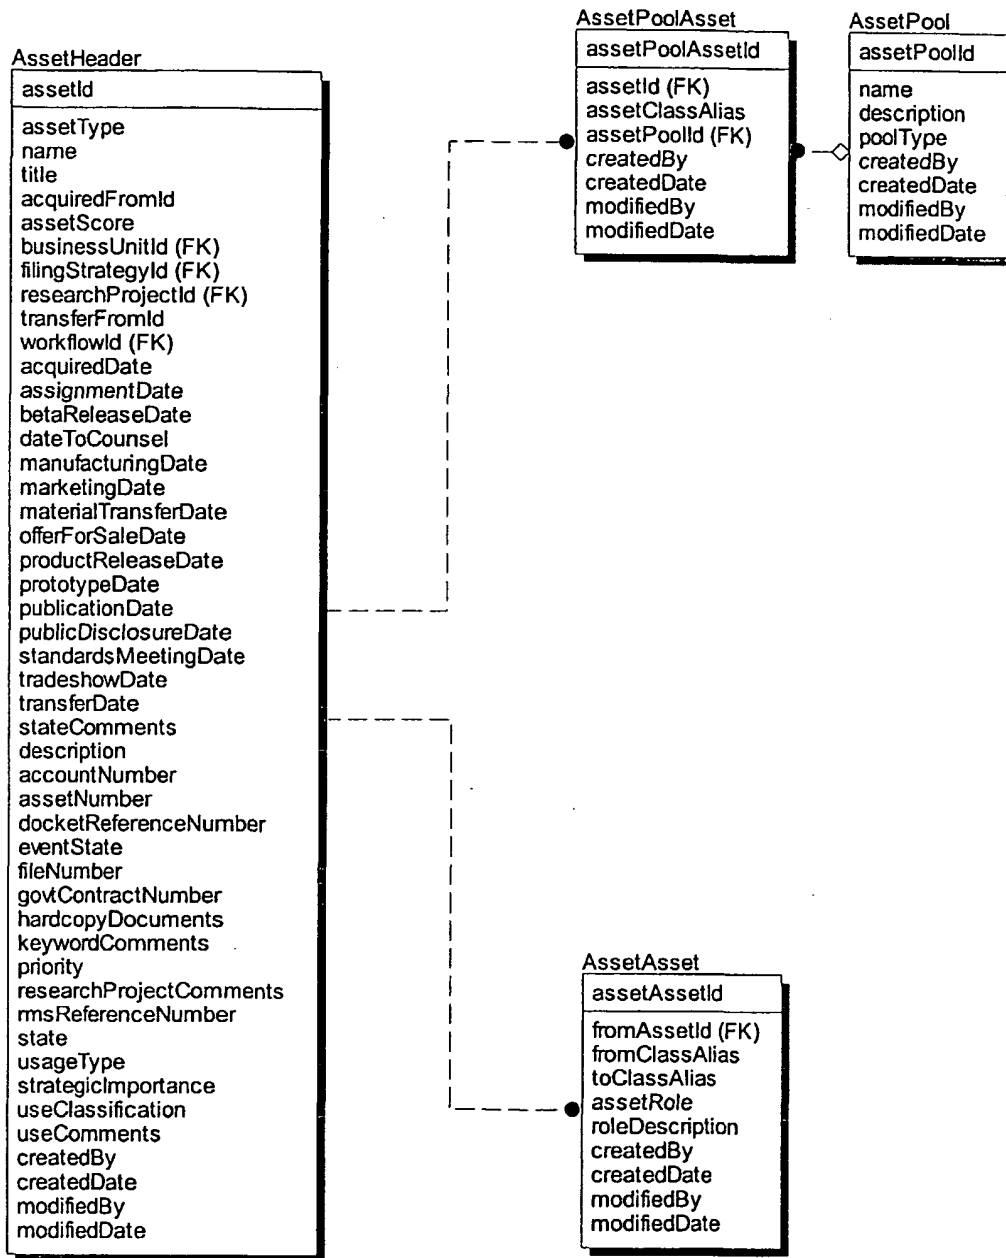 AssetHeader
assetId
assetType
name
title
acquiredFromId
assetScore
businessUnitId (FK)
filingStrategyId (FK)
researchProjectId (FK)
transferFromId
workflowId (FK)
acquiredDate
assignmentDate
betaReleaseDate
dateToCounsel
manufacturingDate
marketingDate
materialTransferDate
offerForSaleDate
productReleaseDate
prototypeDate
publicationDate
publicDisclosureDate
standardsMeetingDate
tradeshowDate
transferDate
stateComments
description
accountNumber
assetNumber
docketReferenceNumber
eventState
fileNumber
govtContractNumber
hardcopyDocuments
keywordComments
priority
researchProjectComments
rmsReferenceNumber
state
usageType
strategicImportance
useClassification
useComments
createdBy
createdDate
modifiedBy
modifiedDate
AssetPoolAsset
assetPoolAssetId
assetId (FK)
assetClassAlias
assetPoolId (FK)
createdBy
createdDate
modifiedBy
modifiedDate
AssetPool
assetPoolId
name
description
poolType
createdBy
createdDate
modifiedBy
modifiedDate
AssetAsset
assetAssetId
fromAssetId (FK)
fromClassAlias
toClassAlias
assetRole
roleDescription
createdBy
createdDate
modifiedBy
modifiedDate